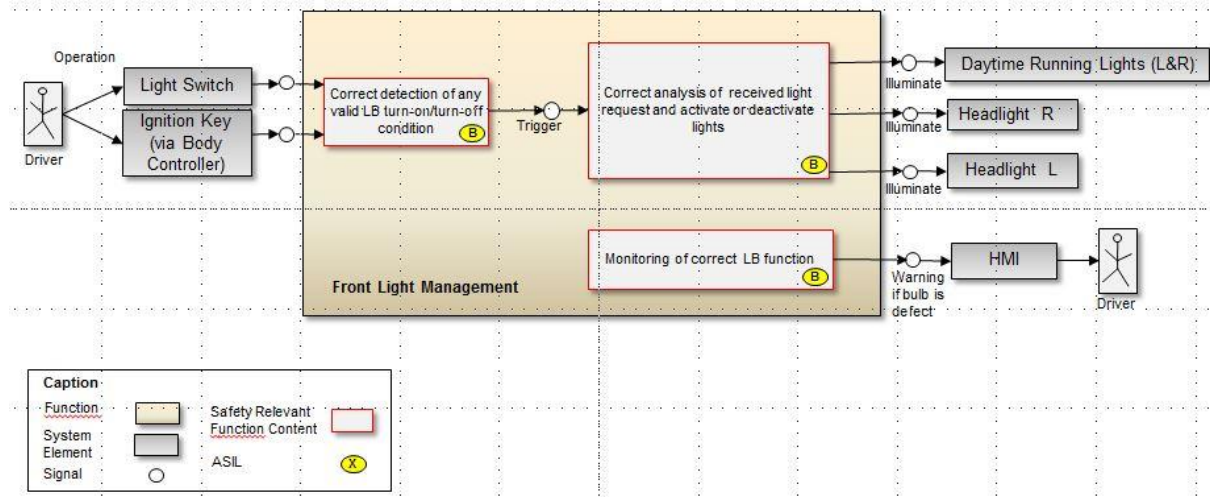 Operation
Light Switch
Ignition Key
(via Body
Controller)
Driver
Correct detection of any
valid LB turn-on/turn-off
condition
B
Trigger
Correct analysis of received light
request and activate or deactivate
lights
B
Illuminate
Daytime Running Lights (L&R)
Illuminate
Headlight R
Illuminate
Headlight L
Monitoring of correct LB function
B
Front Light Management
Warning
if bulb is
defect
HMI
Driver
Caption
Function
System
Element
Signal
Safety Relevant
Function Content
ASIL
X